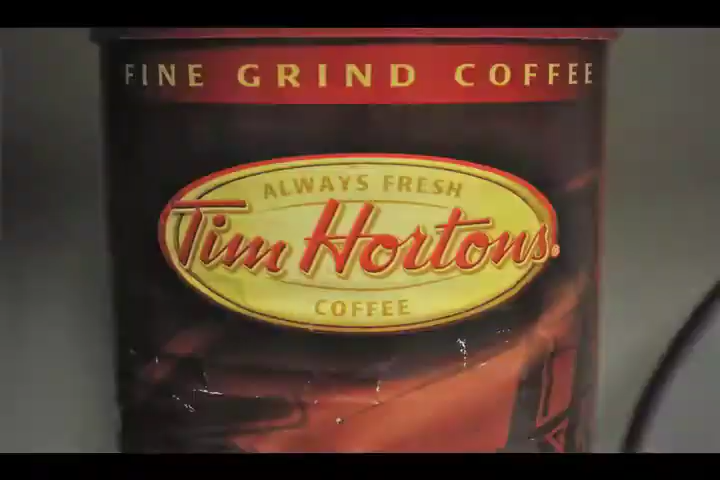 FINE GRIND COFFEE
ALWAYS FRESH
Tim Hortons®
COFFEE